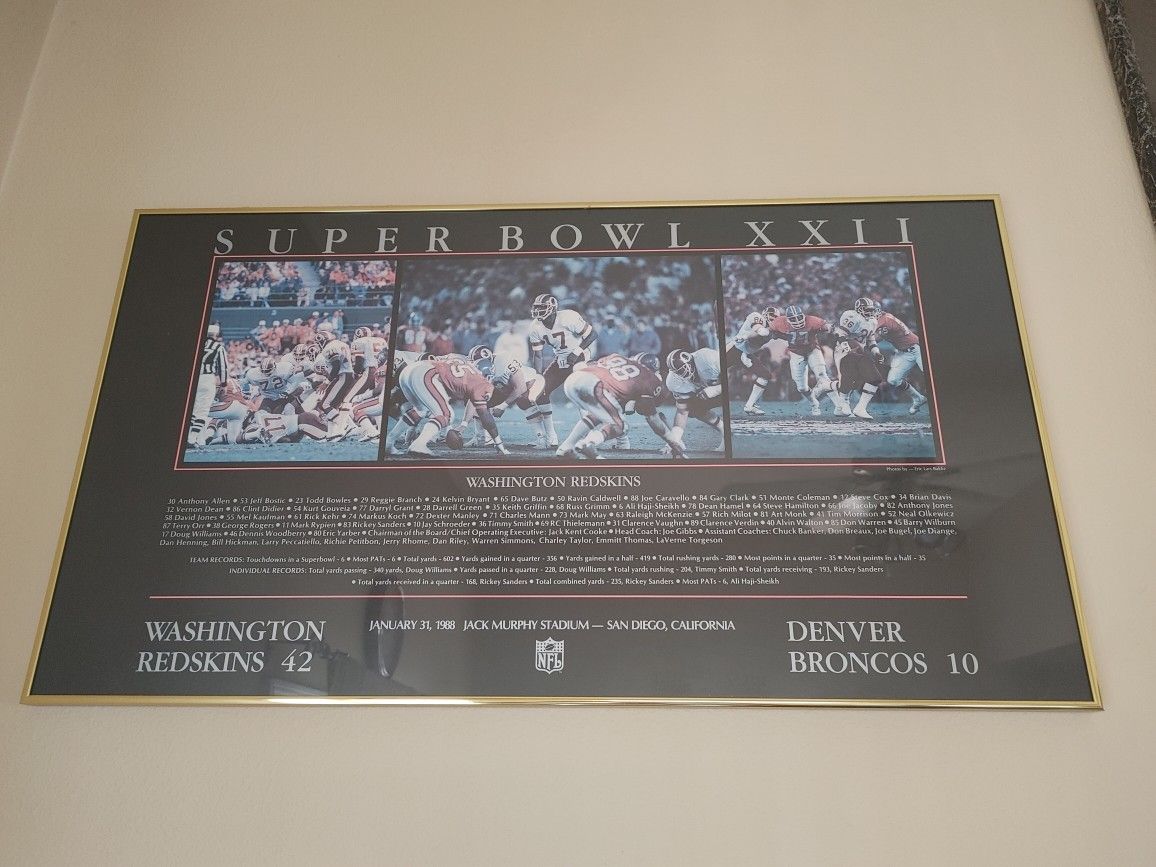 SUPER BOWL XXII
Photos by — Eric Lars Bakke
WASHINGTON REDSKINS
30 Anthony Allen • 53 Jeff Bostic • 23 Todd Bowles • 29 Reggie Branch • 24 Kelvin Bryant • 65 Dave Butz • 50 Ravin Caldwell • 88 Joe Caravello • 84 Gary Clark • 51 Monte Coleman • 12 Steve Cox • 34 Brian Davis
32 Vernon Dean • 86 Clint Didier • 54 Kurt Gouveia • 77 Darryl Grant • 28 Darrell Green • 35 Keith Griffin • 68 Russ Grimm • 6 Ali Haji-Sheikh • 78 Dean Hamel • 64 Steve Hamilton • 66 Joe Jacoby • 82 Anthony Jones
58 David Jones • 55 Mel Kaufman • 61 Rick Kehr • 74 Markus Koch • 72 Dexter Manley • 71 Charles Mann • 73 Mark May • 63 Raleigh McKenzie • 57 Rich Milot • 81 Art Monk • 41 Tim Morrison • 52 Neal Olkewicz
87 Terry Orr • 38 George Rogers • 11 Mark Rypien • 83 Rickey Sanders • 10 Jay Schroeder • 36 Timmy Smith • 69 RC Thielemann • 31 Clarence Vaughn • 89 Clarence Verdin • 40 Alvin Walton • 85 Don Warren • 45 Barry Wilburn
17 Doug Williams • 46 Dennis Woodberry • 80 Eric Yarber • Chairman of the Board/Chief Operating Executive: Jack Kent Cooke • Head Coach: Joe Gibbs • Assistant Coaches: Chuck Banker, Don Breaux, Joe Bugel, Joe Diange,
Dan Henning, Bill Hickman, Larry Peccatiello, Richie Petitbon, Jerry Rhome, Dan Riley, Warren Simmons, Charley Taylor, Emmitt Thomas, LaVerne Torgeson
TEAM RECORDS: Touchdowns in a Superbowl - 6 • Most PATs - 6 • Total yards - 602 • Yards gained in a quarter - 356 • Yards gained in a half - 419 • Total rushing yards - 280 • Most points in a quarter - 35 • Most points in a half - 35
INDIVIDUAL RECORDS: Total yards passing - 340 yards, Doug Williams • Yards passed in a quarter - 228, Doug Williams • Total yards rushing - 204, Timmy Smith • Total yards receiving - 193, Rickey Sanders
• Total yards received in a quarter - 168, Rickey Sanders • Total combined yards - 235, Rickey Sanders • Most PATs - 6, Ali Haji-Sheikh
WASHINGTON
REDSKINS 42
JANUARY 31, 1988 JACK MURPHY STADIUM — SAN DIEGO, CALIFORNIA
NFL
DENVER
BRONCOS 10
17
72
98
77